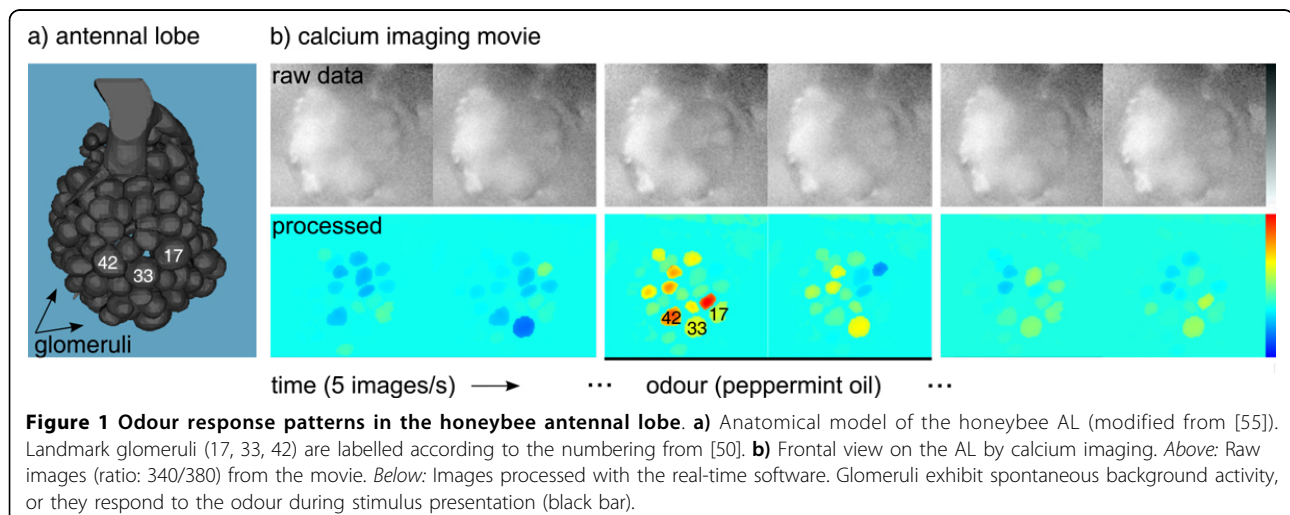 a) antennal lobe
42
33
17
glomeruli
b) calcium imaging movie
raw data
processed
42
33
17
time (5 images/s)
...
odour (peppermint oil)
...
Figure 1 Odour response patterns in the honeybee antennal lobe. a) Anatomical model of the honeybee AL (modified from [55]).
Landmark glomeruli (17, 33, 42) are labelled according to the numbering from [50]. b) Frontal view on the AL by calcium imaging. Above: Raw
images (ratio: 340/380) from the movie. Below: Images processed with the real-time software. Glomeruli exhibit spontaneous background activity,
or they respond to the odour during stimulus presentation (black bar).